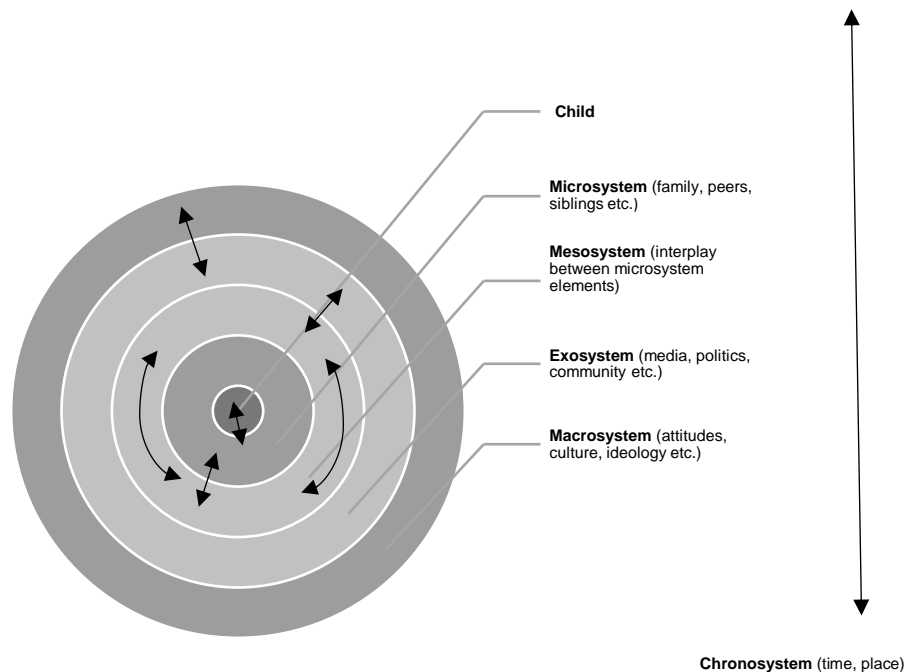 Child
Microsystem (family, peers,
siblings etc.)
Mesosystem (interplay
between microsystem
elements)
Exosystem (media, politics,
community etc.)
Macrosystem (attitudes,
culture, ideology etc.)
Chronosystem (time, place)